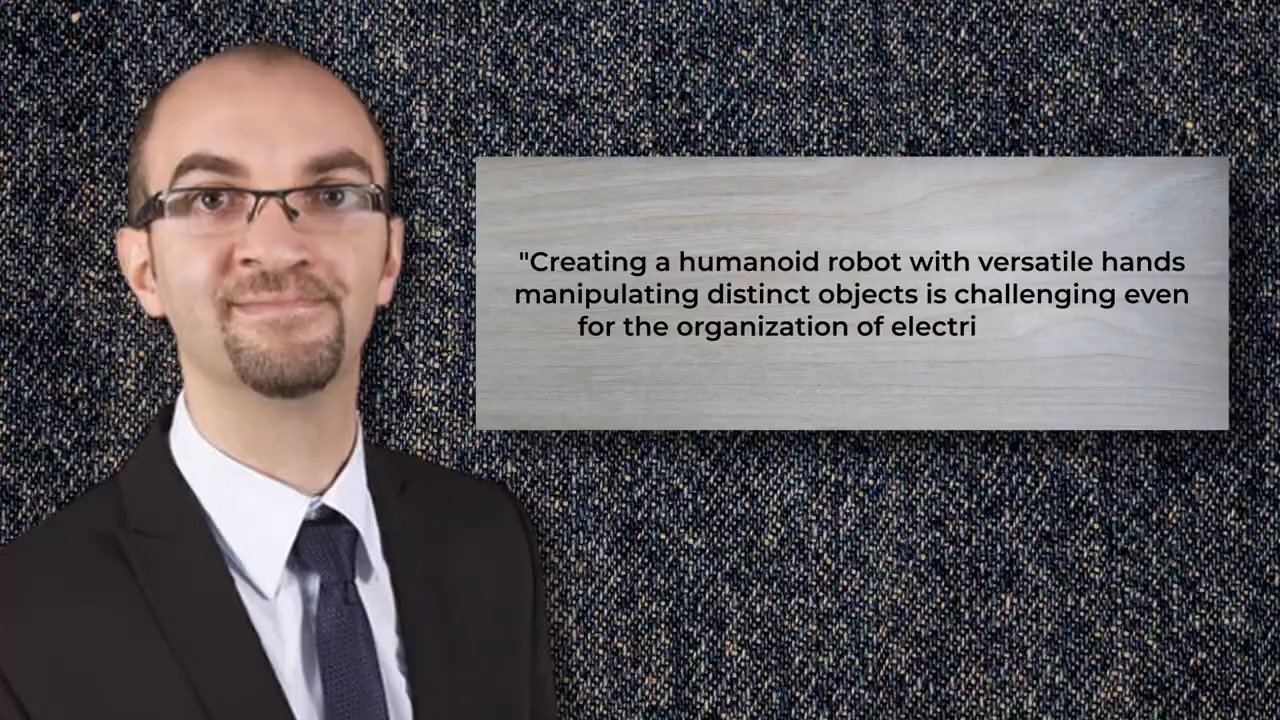 "Creating a humanoid robot with versatile hands
manipulating distinct objects is challenging even
for the organization of electri